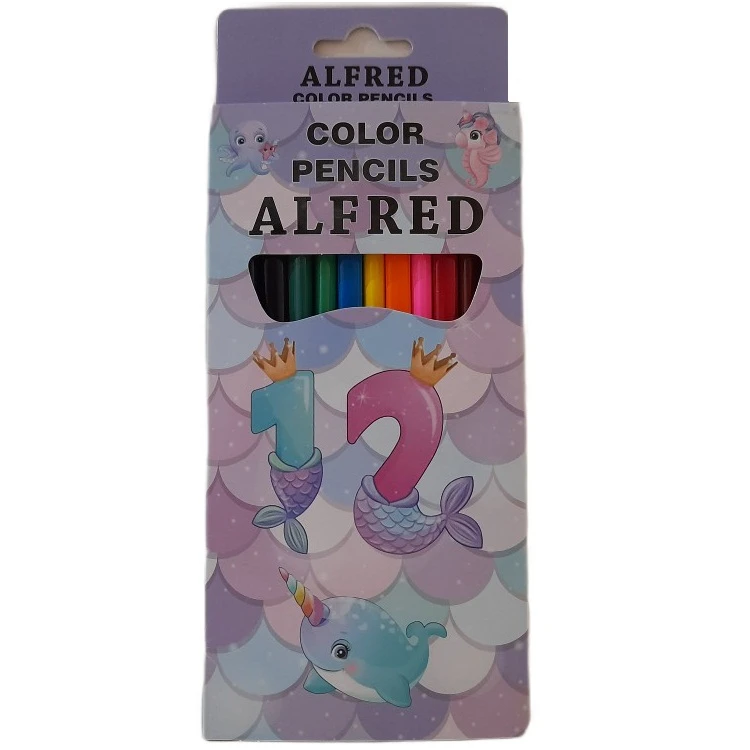 ALFRED
COLOR PENCILS
COLOR
PENCILS
ALFRED
12